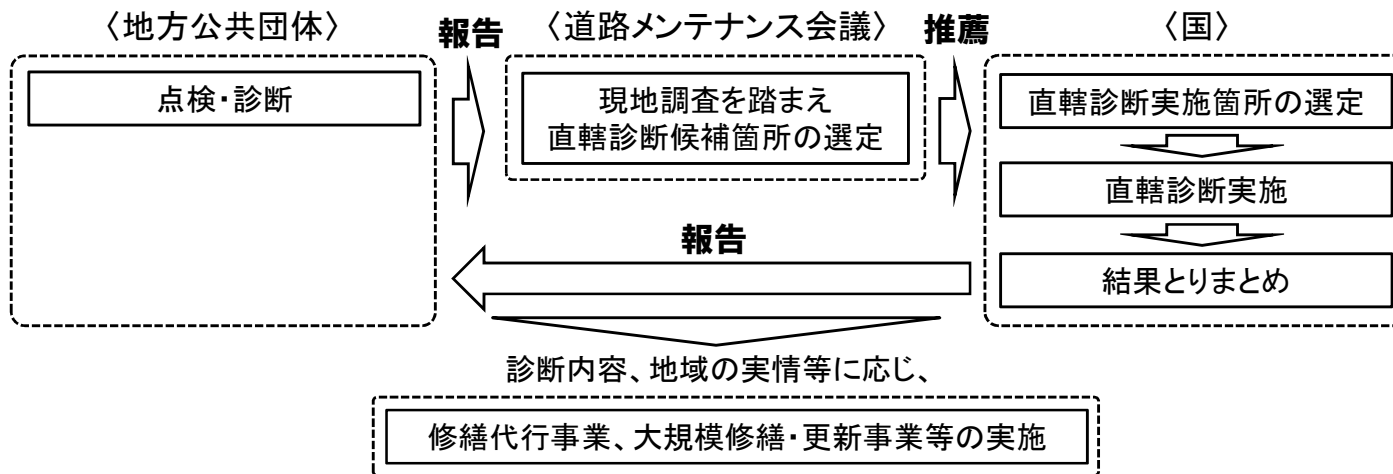 〈地方公共団体〉
報告
〈道路メンテナンス会議〉
推薦
〈国〉
点検・診断
現地調査を踏まえ
直轄診断候補箇所の選定
直轄診断実施箇所の選定
直轄診断実施
報告
結果とりまとめ
診断内容、地域の実情等に応じ、
修繕代行事業、大規模修繕・更新事業等の実施